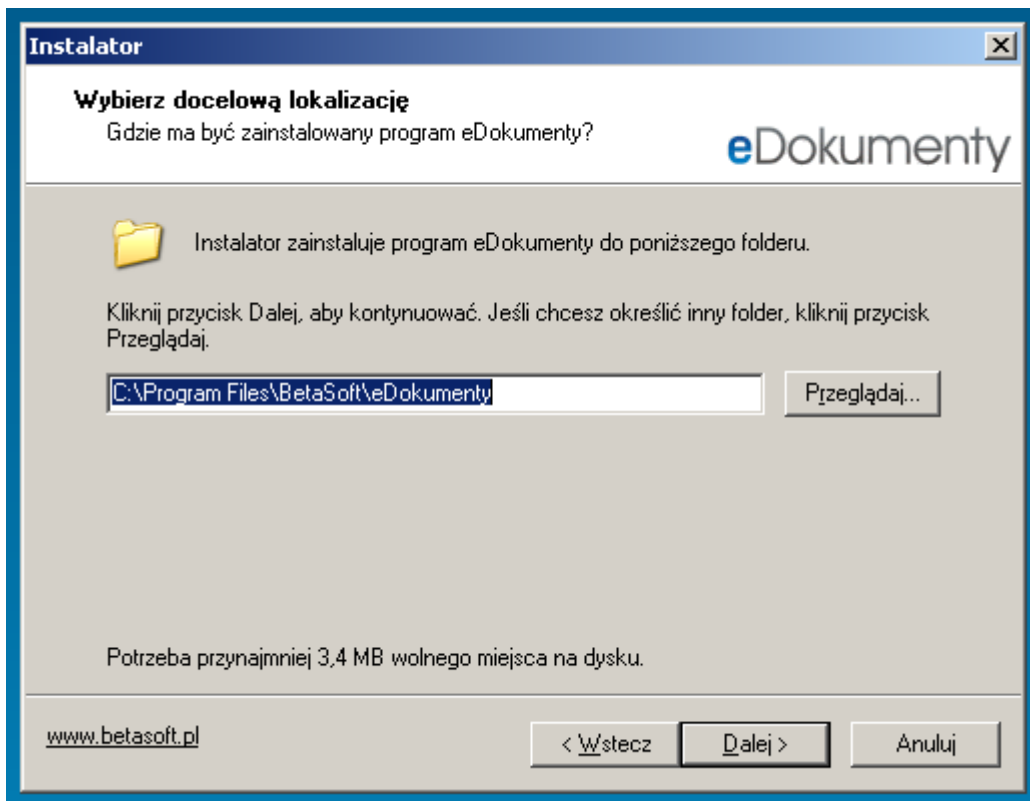 Instalator
Wybierz docelową lokalizację
Gdzie ma być zainstalowany program eDokumenty?
eDokumenty
Instalator zainstaluje program eDokumenty do poniższego folderu.
Kliknij przycisk Dalej, aby kontynuować. Jeśli chcesz określić inny folder, kliknij przycisk
Przeglądaj.
C:\Program Files\BetaSoft\eDokumenty
Przeglądaj...
Potrzeba przynajmniej 3,4 MB wolnego miejsca na dysku.
www.betasoft.pl
< Wstecz
Dalej >
Anuluj